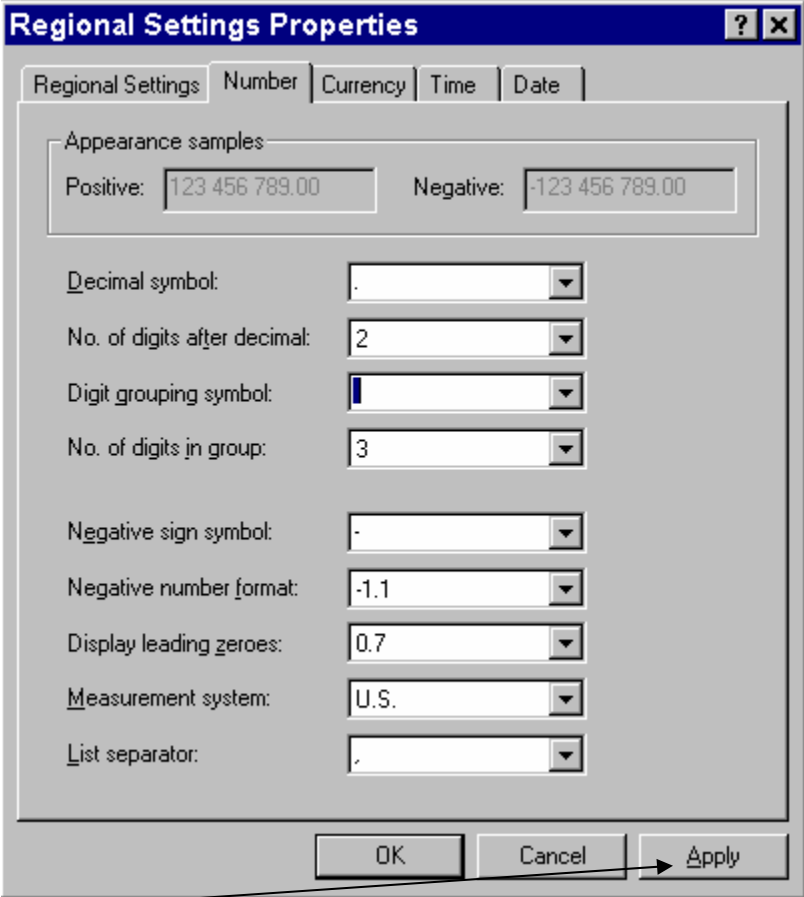 Regional Settings Properties
Regional Settings Number Currency Time Date
Appearance samples
Positive: 123 456 789.00 Negative: -123 456 789.00
Decimal symbol: .
No. of digits after decimal: 2
Digit grouping symbol:
No. of digits in group: 3
Negative sign symbol: -
Negative number format: -1.1
Display leading zeroes: 0.7
Measurement system: U.S.
List separator: ,
OK Cancel Apply